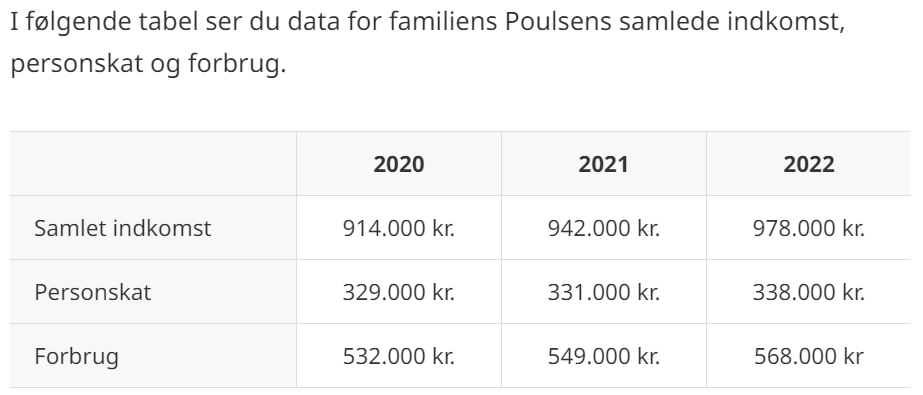 I følgende tabel ser du data for familiens Poulsens samlede indkomst,
personskat og forbrug.
2020 2021 2022
Samlet indkomst 914.000 kr. 942.000 kr. 978.000 kr.
Personskat 329.000 kr. 331.000 kr. 338.000 kr.
Forbrug 532.000 kr. 549.000 kr. 568.000 kr